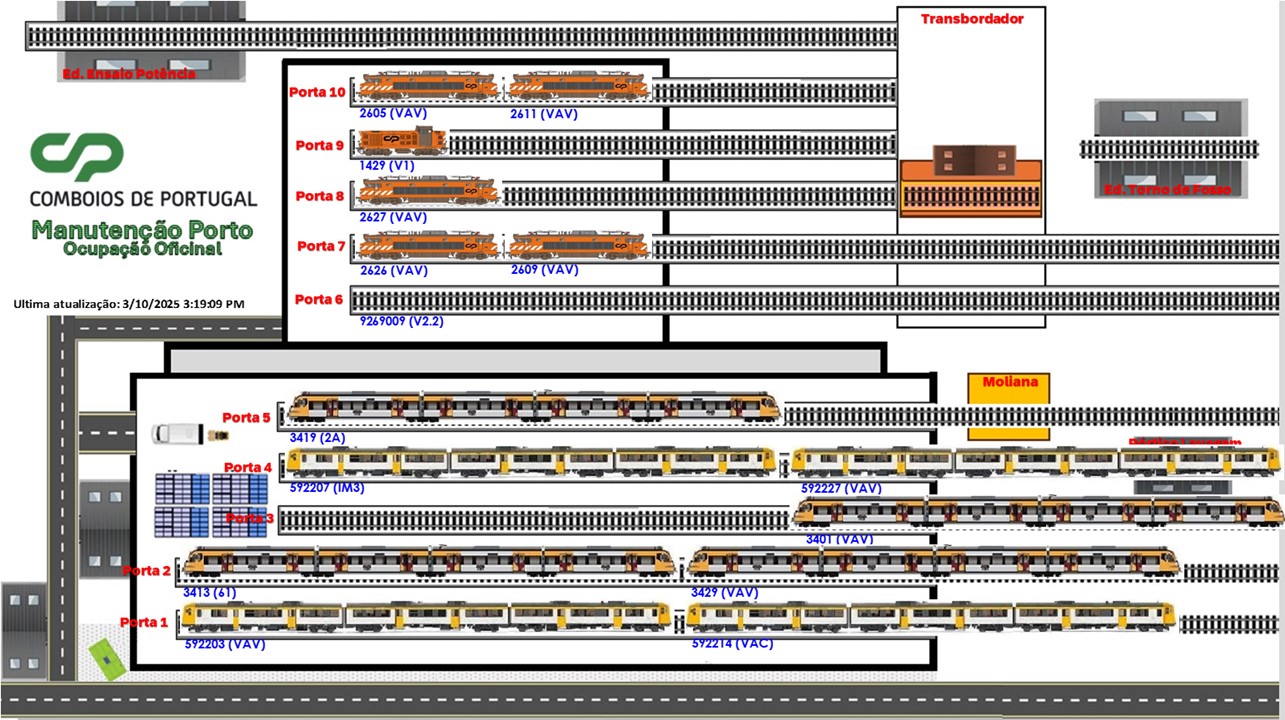 Transbordador
Ed. Ensaio Potência
Porta 10
2605 (VAV)
2611 (VAV)
Porta 9
1429 (V1)
COMBOIOS DE PORTUGAL
Manutenção Porto
Ocupação Oficinal
Porta 8
2627 (VAV)
Ed. Torno de Fosso
Porta 7
2626 (VAV)
2609 (VAV)
Ultima atualização: 3/10/2025 3:19:09 PM
Porta 6
9269009 (V2.2)
Moliana
Porta 5
3419 (2A)
Porta 4
592207 (IM3)
592227 (VAV)
Porta 3
3401 (VAV)
Porta 2
3413 (61)
3429 (VAV)
Porta 1
592203 (VAV)
592214 (VAC)